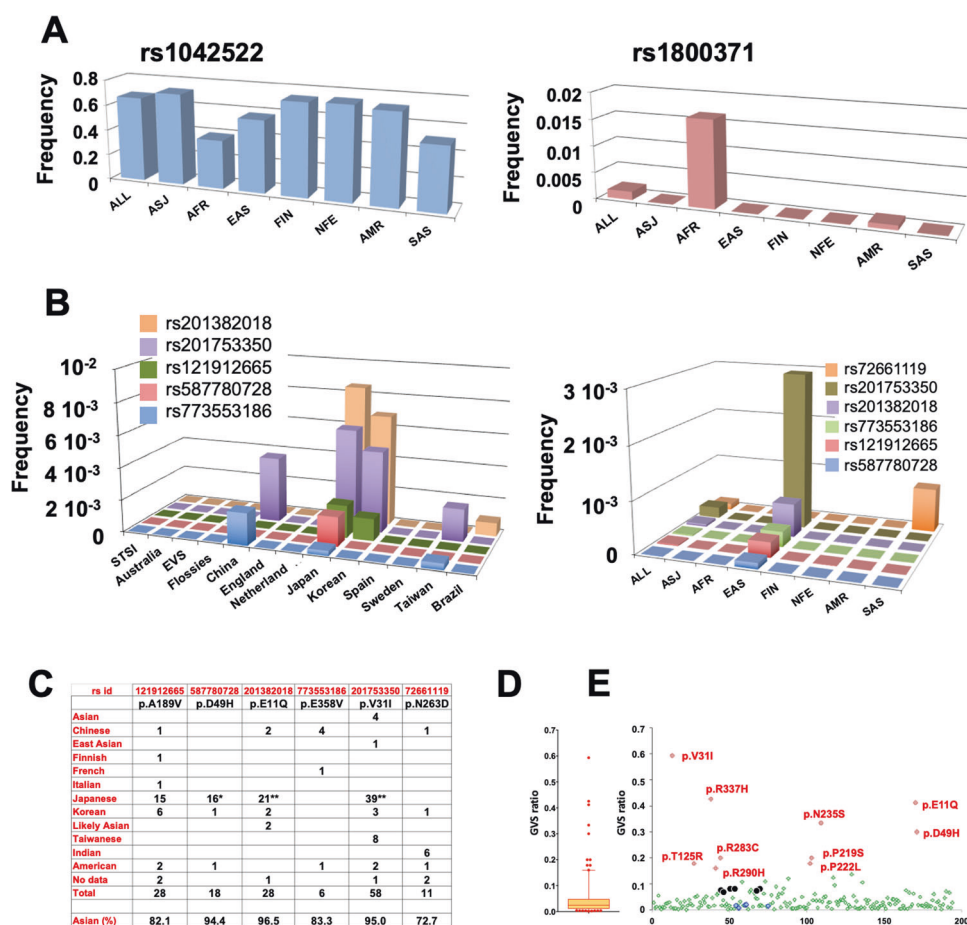 A
rs1042522
Frequency
0.8
0.6
0.4
0.2
0
ALL
ASJ
AFR
EAS
FIN
NFE
AMR
SAS
rs1800371
Frequency
0.02
0.015
0.01
0.005
0
ALL
ASJ
AFR
EAS
FIN
NFE
AMR
SAS
B
rs201382018
rs201753350
rs121912665
rs587780728
rs773553186
Frequency
10-2
8 10-3
6 10-3
4 10-3
2 10-3
0
STSI
Australia
EVS
Flossies
China
England
Netherland ..
Japan
Korean
Spain
Sweden
Taiwan
Brazil
rs72661119
rs201753350
rs201382018
rs773553186
rs121912665
rs587780728
Frequency
3 10-3
2 10-3
10-3
0
ALL
ASJ
AFR
EAS
FIN
NFE
AMR
SAS
C
rs id 121912665 587780728 201382018 773553186 201753350 72661119
p.A189V p.D49H p.E11Q p.E358V p.V31I p.N263D
Asian 4
Chinese 1 2 4 1
East Asian 1
Finnish 1
French 1
Italian 1
Japanese 15 16* 21** 39**
Korean 6 1 2 3 1
Likely Asian 2
Taiwanese 8
Indian 6
American 2 1 1 2 1
No data 2 1 1 2
Total 28 18 28 6 58 11
Asian (%) 82.1 94.4 96.5 83.3 95.0 72.7
D
GVS ratio
0.7
0.6
0.5
0.4
0.3
0.2
0.1
0.0
E
GVS ratio
0.7
0.6
0.5
0.4
0.3
0.2
0.1
0
0
50
100
150
200
p.V31I
p.R337H
p.N235S
p.E11Q
p.D49H
p.T125R
p.R283C
p.R290H
p.P219S
p.P222L